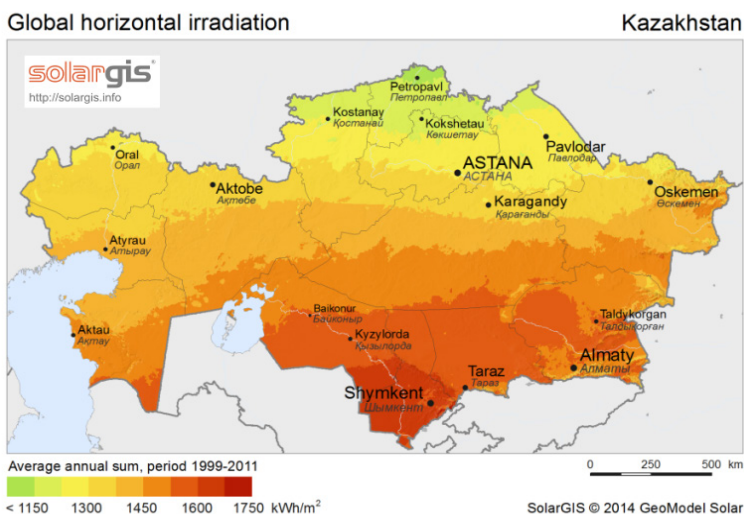 Global horizontal irradiation
Kazakhstan
solargis
http://solargis.info
Petropavl
Петропавл
Kostanay
Қостанай
Kokshetau
Көкшетау
Pavlodar
Павлодар
Oral
Орал
ASTANA
АСТАНА
Aktobe
Ақтөбе
Oskemen
Өскемен
Karagandy
Қарағанды
Atyrau
Атырау
Baikonur
Байконыр
Taldykorgan
Талдықорған
Aktau
Ақтау
Kyzylorda
Қызылорда
Almaty
Алматы
Taraz
Тараз
Shymkent
Шымкент
Average annual sum, period 1999-2011
0 250 500 km
< 1150 1300 1450 1600 1750 kWh/m²
SolarGIS © 2014 GeoModel Solar